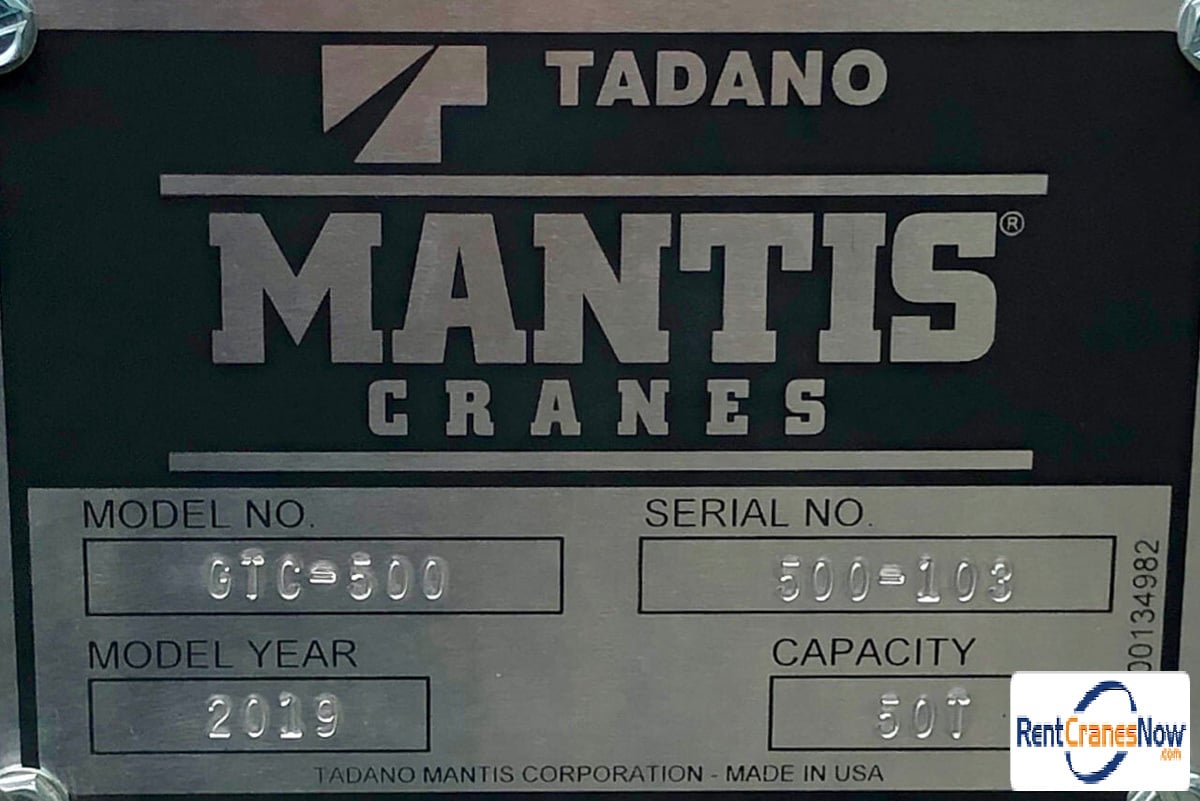 TADANO
MANTIS®
CRANES
MODEL NO.
GTC-500
SERIAL NO.
500-103
MODEL YEAR
2019
CAPACITY
50T
00134982
TADANO MANTIS CORPORATION - MADE IN USA
RentCranesNow
.com